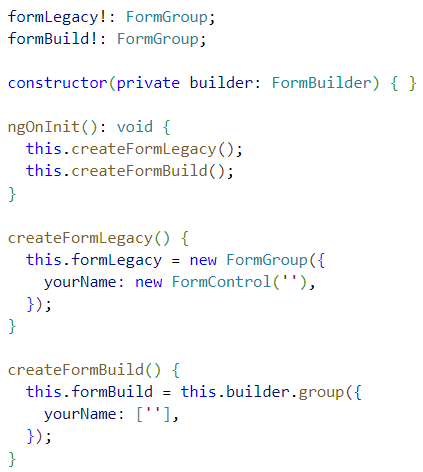 formLegacy!: FormGroup;
formBuild!: FormGroup;

constructor(private builder: FormBuilder) { }

ngOnInit(): void {
  this.createFormLegacy();
  this.createFormBuild();
}

createFormLegacy() {
  this.formLegacy = new FormGroup({
    yourName: new FormControl(''),
  });
}

createFormBuild() {
  this.formBuild = this.builder.group({
    yourName: [''],
  });
}